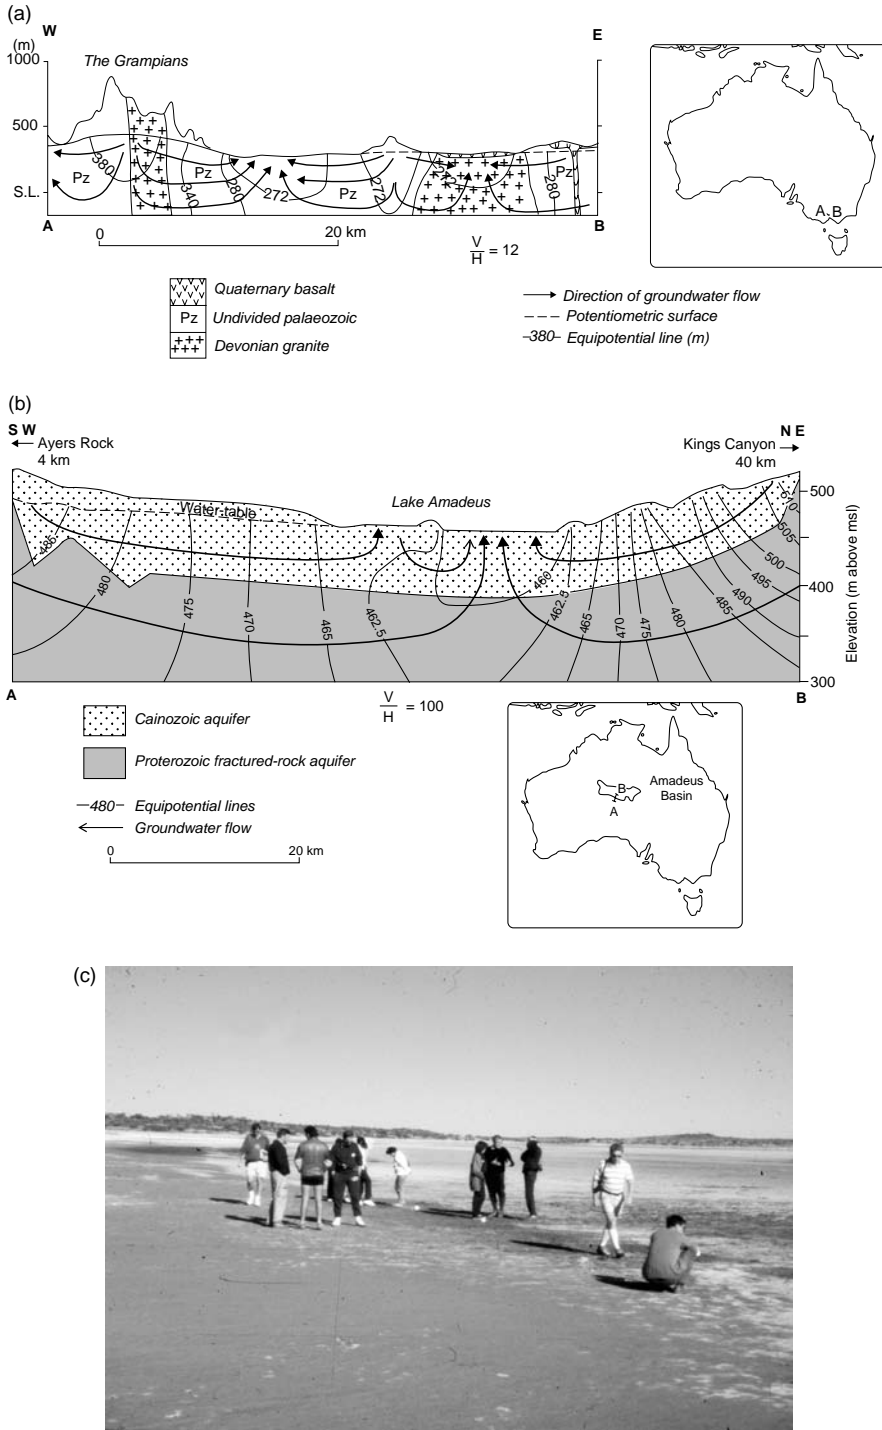 (a)
W
E
(m)
1000
The Grampians
500
S.L.
Pz
380
Pz
340
280
272
Pz
272
272
280
Pz
A
B
0
20 km
V
H = 12
A B
Quaternary basalt
Pz Undivided palaeozoic
Devonian granite
Direction of groundwater flow
Potentiometric surface
380 Equipotential line (m)
(b)
S W
N E
Ayers Rock
4 km
Kings Canyon
40 km
Lake Amadeus
Water-table
500
400
300
Elevation (m above msl)
485
480
475
470
465
462.5
460
462.5
465
470
475
480
485
490
495
500
505
510
A
B
V
H = 100
Cainozoic aquifer
Proterozoic fractured-rock aquifer
480 Equipotential lines
Groundwater flow
0
20 km
B
A
Amadeus
Basin
(c)